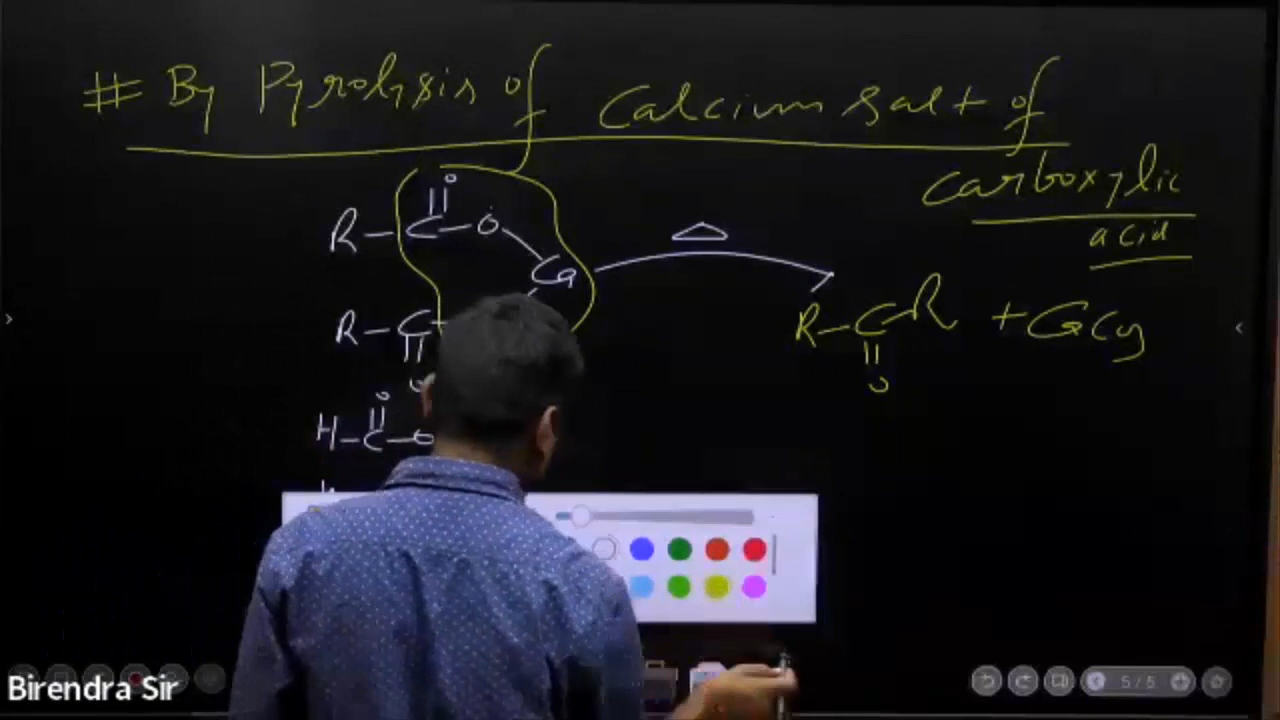 # By Pyrolysis of Calcium salt of
carboxylic
acid
O
R-C-O
Ca
△
R-C
O
R-C-R + CaCO3
O
O
H-C-O
5/5
Birendra Sir